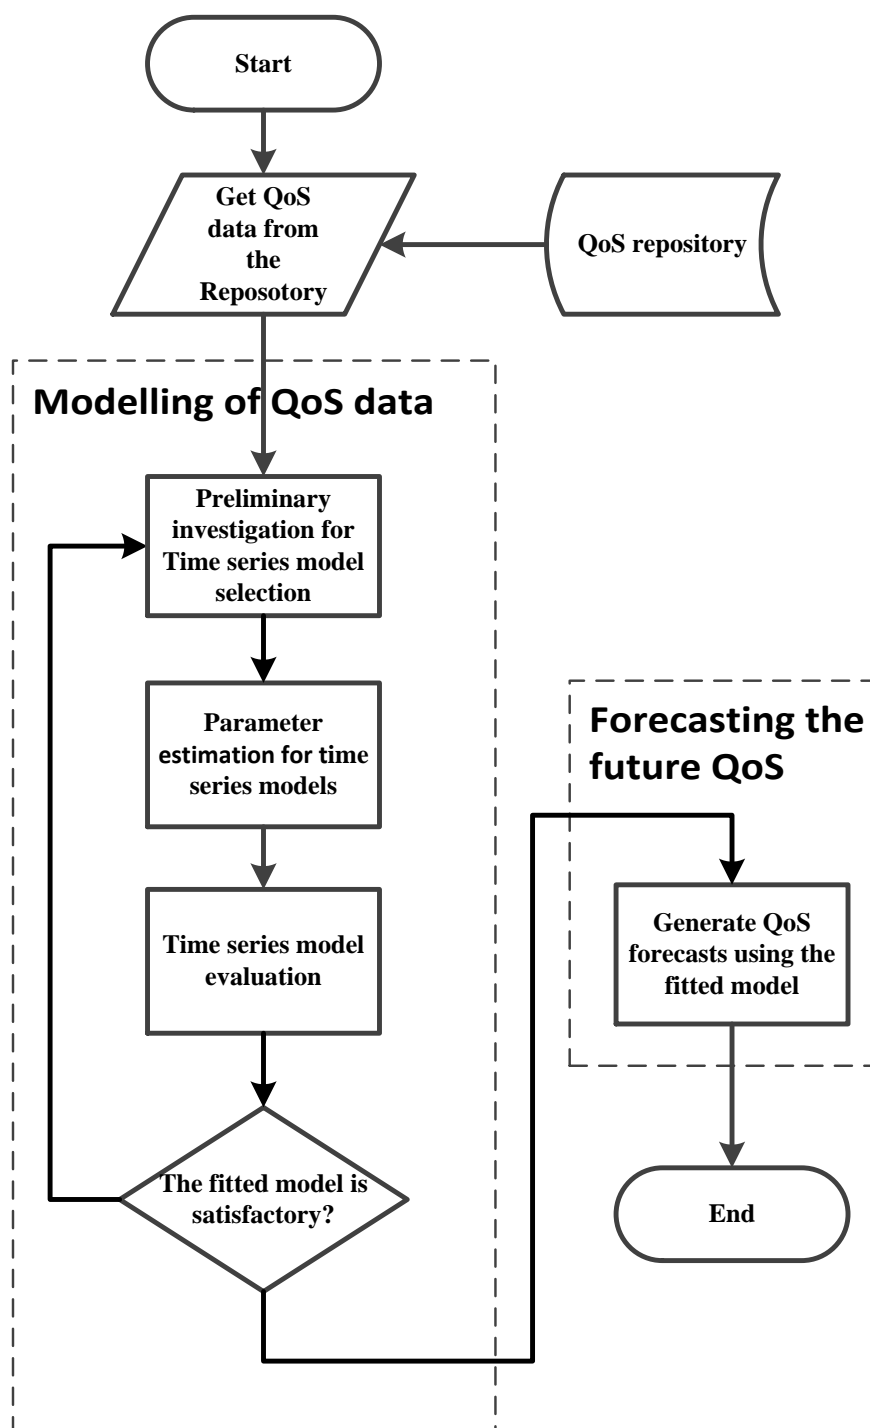 Start
Get QoS
data from
the
Reposotory
QoS repository
Modelling of QoS data
Preliminary
investigation for
Time series model
selection
Parameter
estimation for time
series models
Time series model
evaluation
The fitted model is
satisfactory?
Forecasting the
future QoS
Generate QoS
forecasts using the
fitted model
End